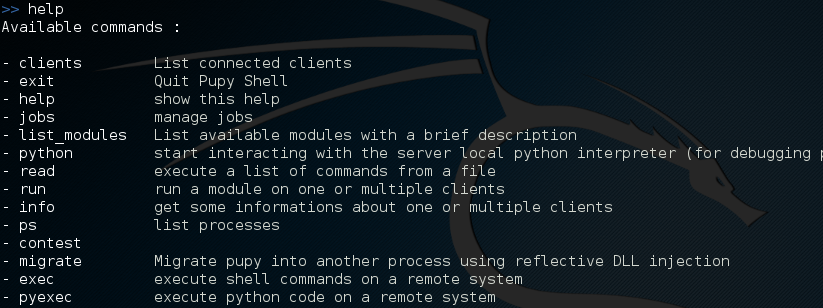 >> help
Available commands :
- clients List connected clients
- exit Quit Pupy Shell
- help show this help
- jobs manage jobs
- list_modules List available modules with a brief description
- python start interacting with the server local python interpreter (for debugging p
- read execute a list of commands from a file
- run run a module on one or multiple clients
- info get some informations about one or multiple clients
- ps list processes
- contest
- migrate Migrate pupy into another process using reflective DLL injection
- exec execute shell commands on a remote system
- pyexec execute python code on a remote system